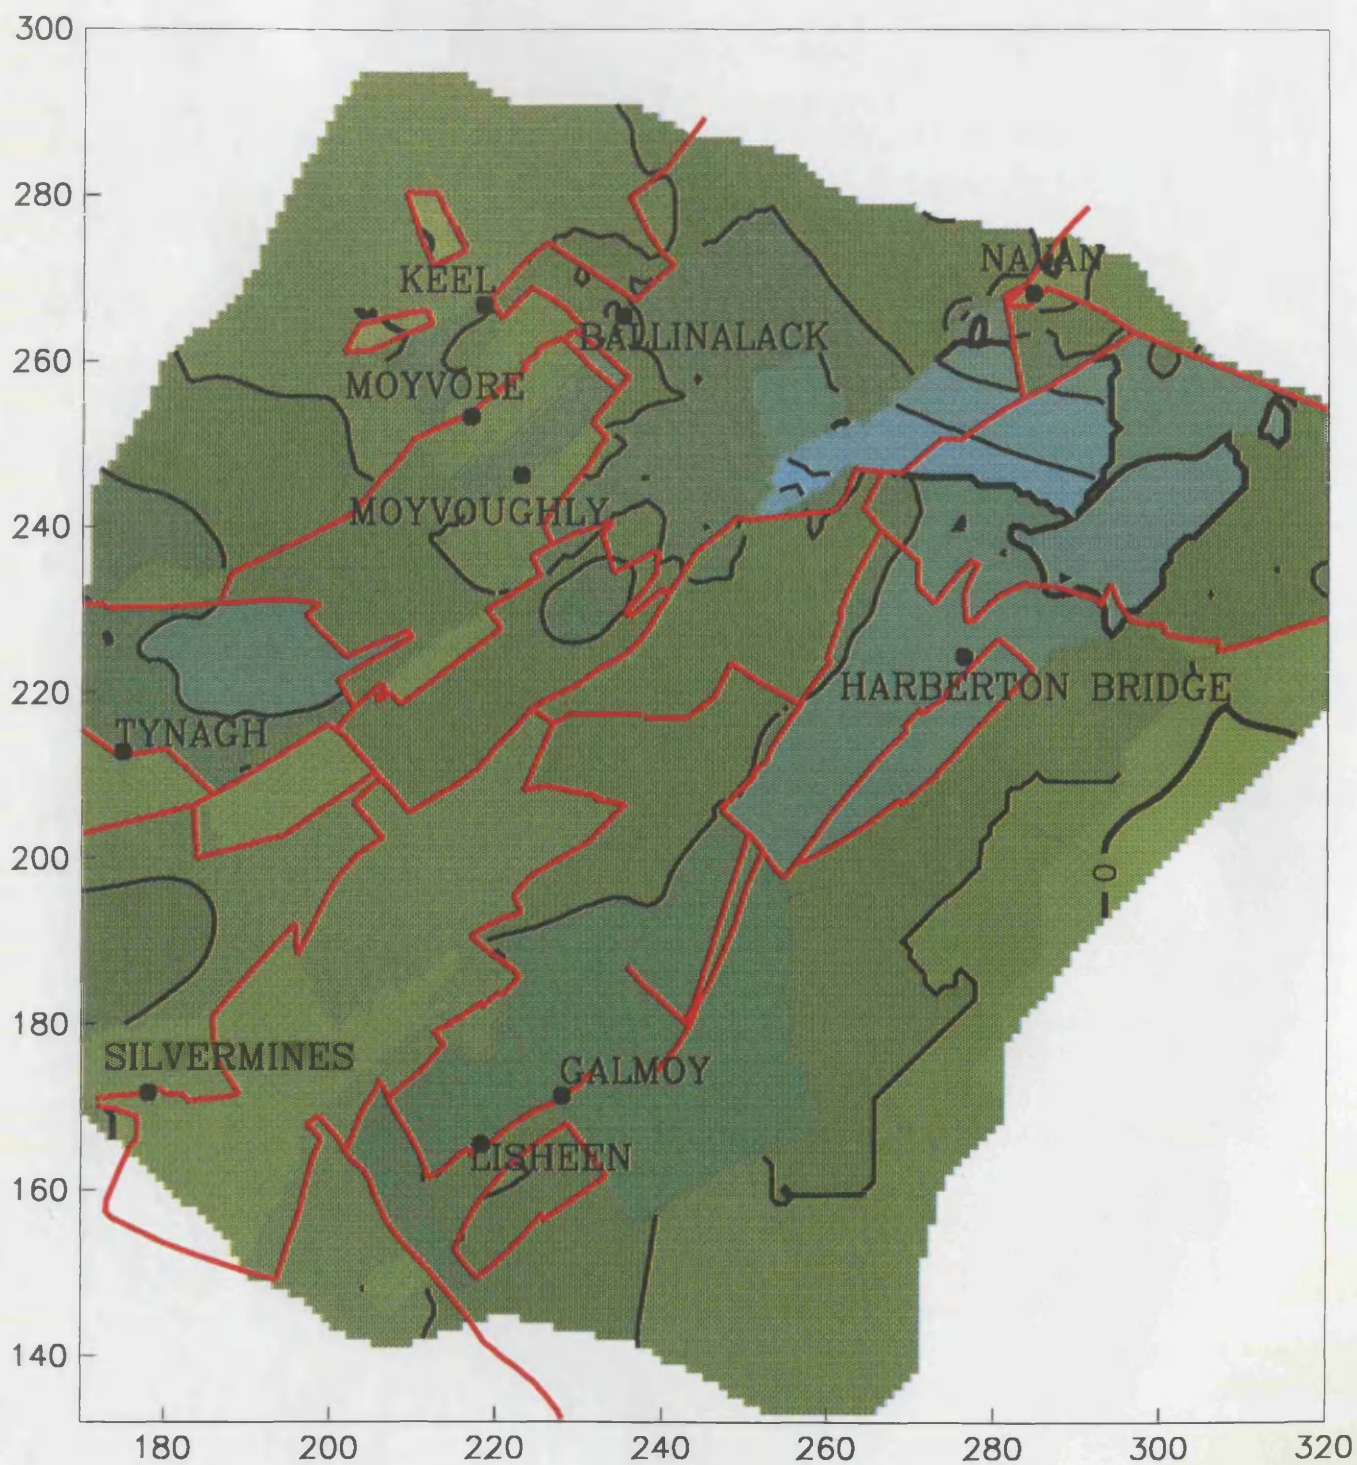 300
280
NAVAN
KEEL
BALLINALACK
260
MOYVORE
MOYVOUGHLY
240
220
HARBERTON BRIDGE
TYNAGH
200
0
180
SILVERMINES
GALMOY
LISHEEN
160
140
180 200 220 240 260 280 300 320